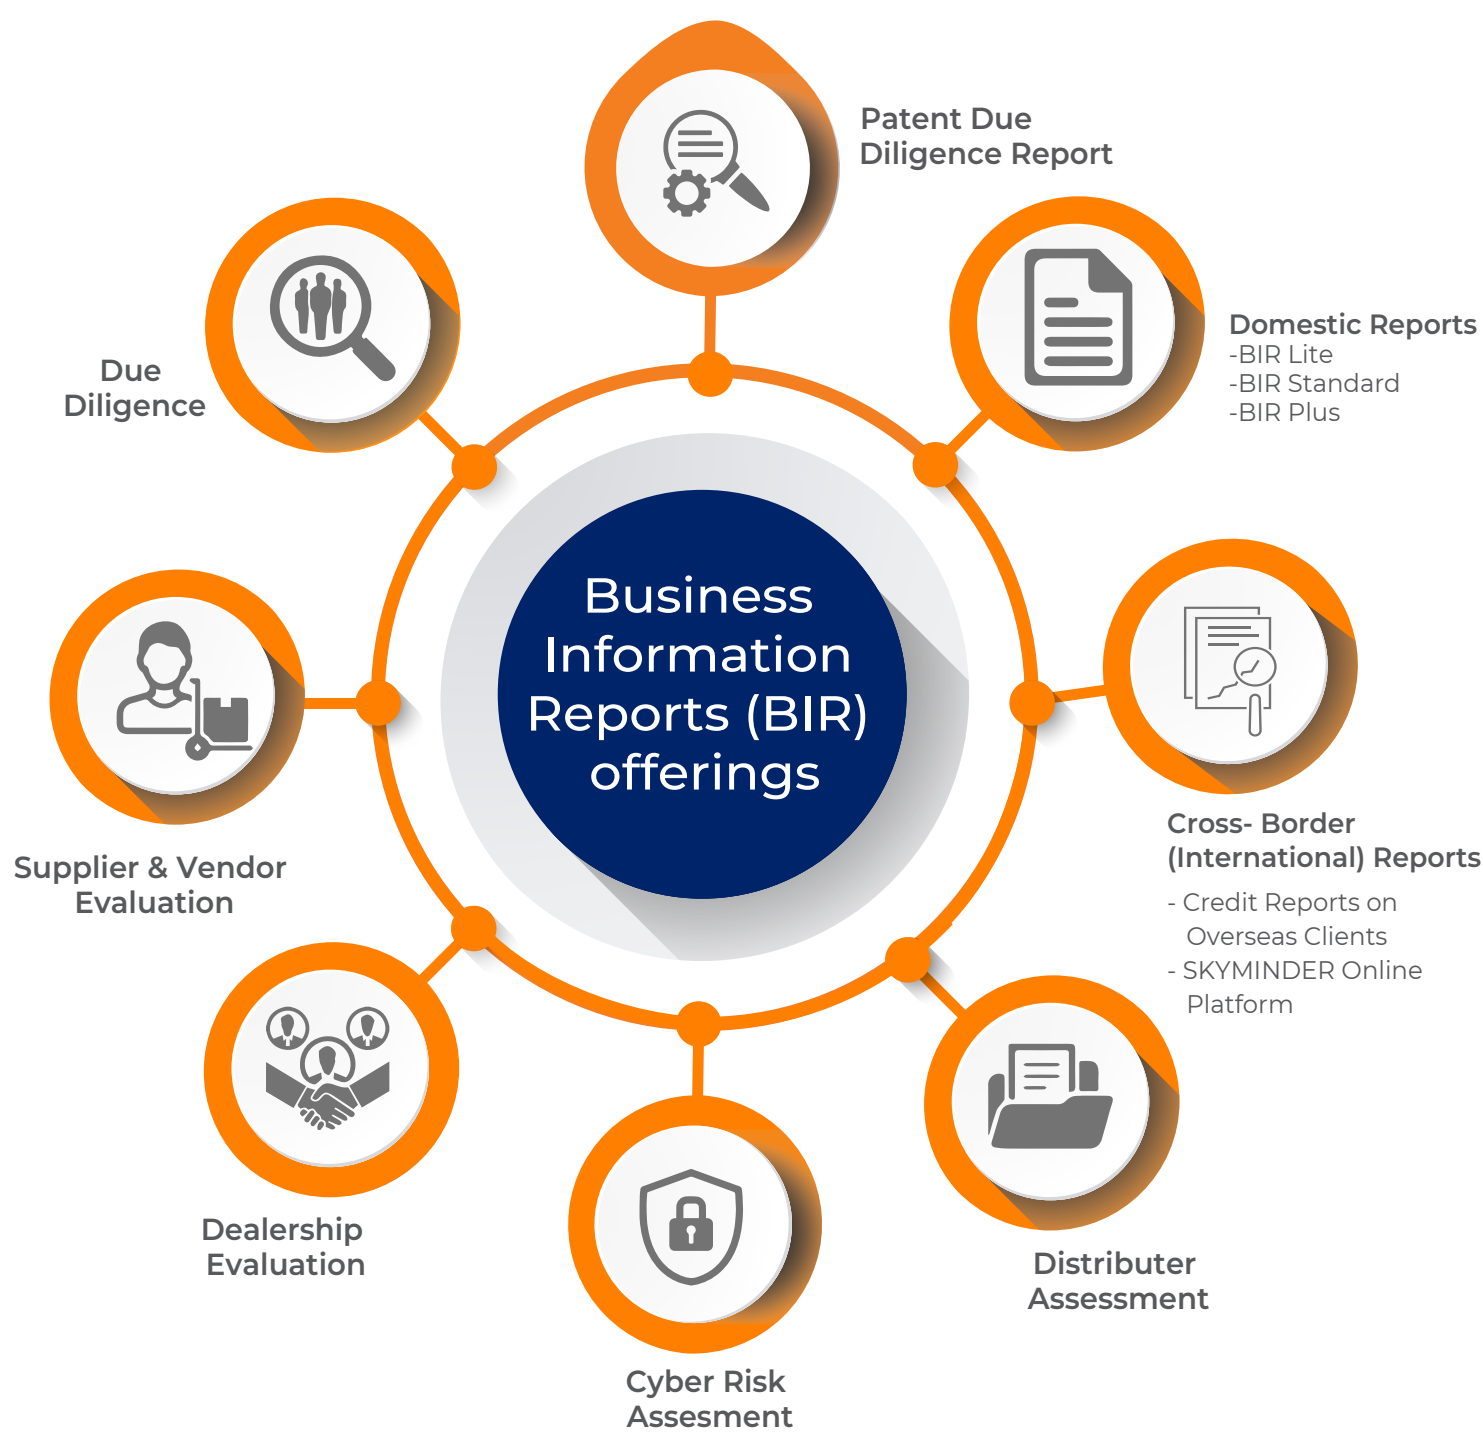 Patent Due
Diligence Report
Domestic Reports
-BIR Lite
-BIR Standard
-BIR Plus
Due
Diligence
Business
Information
Reports (BIR)
offerings
Cross- Border
(International) Reports
- Credit Reports on
Overseas Clients
- SKYMINDER Online
Platform
Supplier & Vendor
Evaluation
Dealership
Evaluation
Distributer
Assessment
Cyber Risk
Assesment